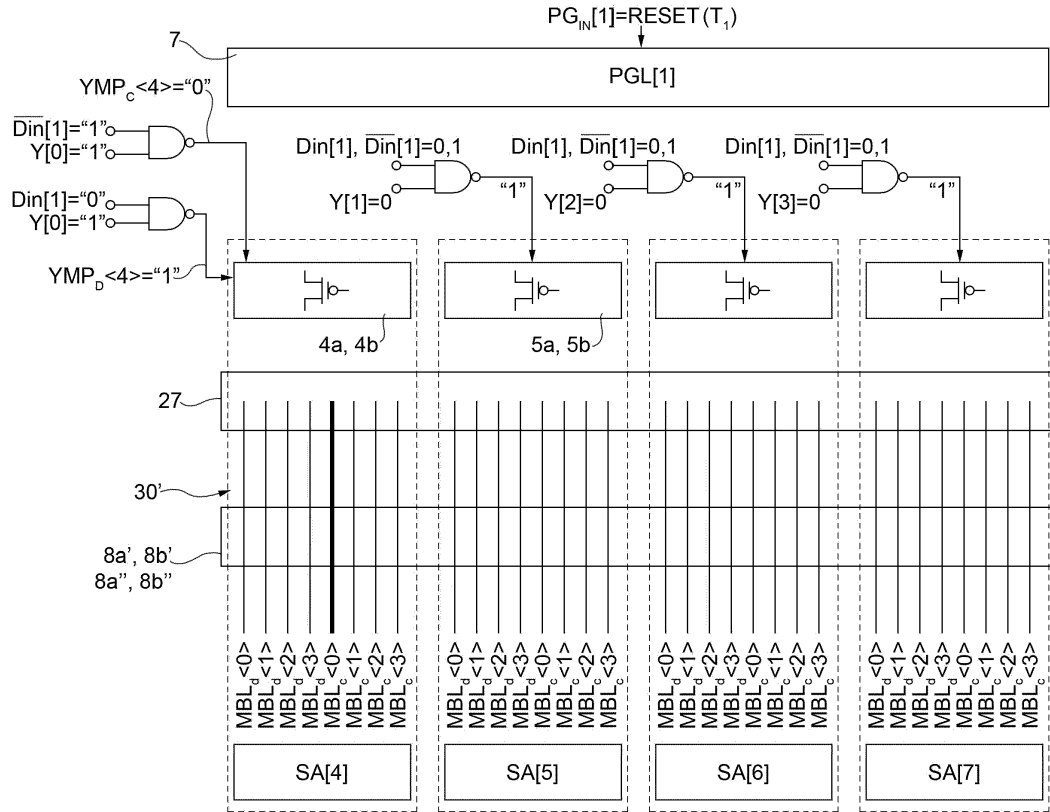 PG_IN[1]=RESET (T_1)
7
PGL[1]
YMP_C<4>=“0”
D̅i̅n̅[1]=“1”
Y[0]=“1”
Din[1]=“0”
Y[0]=“1”
YMP_D<4>=“1”
Din[1], D̅i̅n̅[1]=0,1
Y[1]=0
“1”
Din[1], D̅i̅n̅[1]=0,1
Y[2]=0
“1”
Din[1], D̅i̅n̅[1]=0,1
Y[3]=0
“1”
4a, 4b
5a, 5b
27
30’
8a’, 8b’
8a”, 8b”
MBL_d <0>
MBL_d <1>
MBL_d <2>
MBL_d <3>
MBL_c <0>
MBL_c <1>
MBL_c <2>
MBL_c <3>
MBL_d <0>
MBL_d <1>
MBL_d <2>
MBL_d <3>
MBL_c <0>
MBL_c <1>
MBL_c <2>
MBL_c <3>
MBL_d <0>
MBL_d <1>
MBL_d <2>
MBL_d <3>
MBL_c <0>
MBL_c <1>
MBL_c <2>
MBL_c <3>
MBL_d <0>
MBL_d <1>
MBL_d <2>
MBL_d <3>
MBL_c <0>
MBL_c <1>
MBL_c <2>
MBL_c <3>
SA[4]
SA[5]
SA[6]
SA[7]